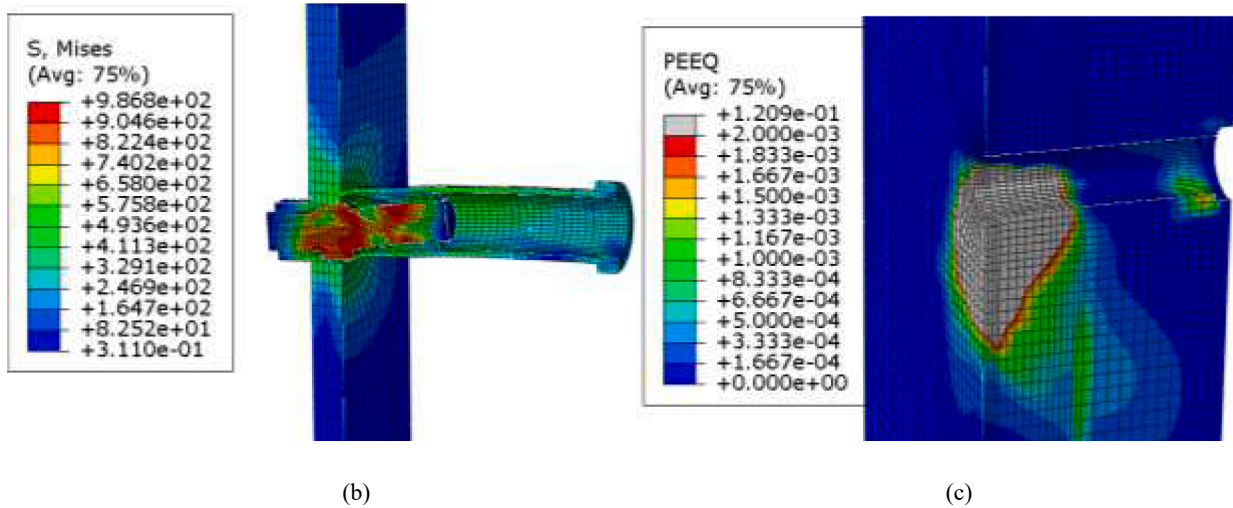 S, Mises
(Avg: 75%)
+9.868e+02
+9.046e+02
+8.224e+02
+7.402e+02
+6.580e+02
+5.758e+02
+4.936e+02
+4.113e+02
+3.291e+02
+2.469e+02
+1.647e+02
+8.252e+01
+3.110e-01
PEEQ
(Avg: 75%)
+1.209e-01
+2.000e-03
+1.833e-03
+1.667e-03
+1.500e-03
+1.333e-03
+1.167e-03
+1.000e-03
+8.334e-04
+6.667e-04
+5.000e-04
+3.333e-04
+1.667e-04
+0.000e+00
(b)
(c)